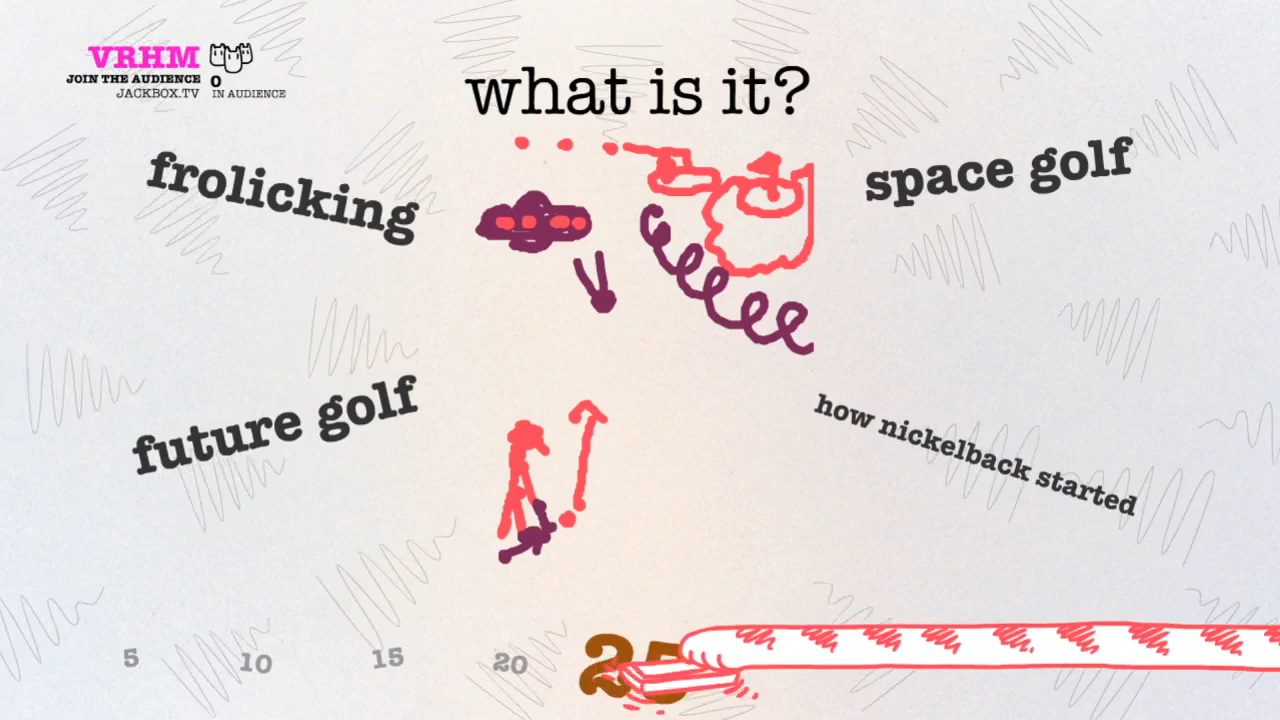 VRHM
JOIN THE AUDIENCE
JACKBOX.TV
0
IN AUDIENCE
what is it?
frolicking
space golf
future golf
how nickelback started
5 10 15 20 25